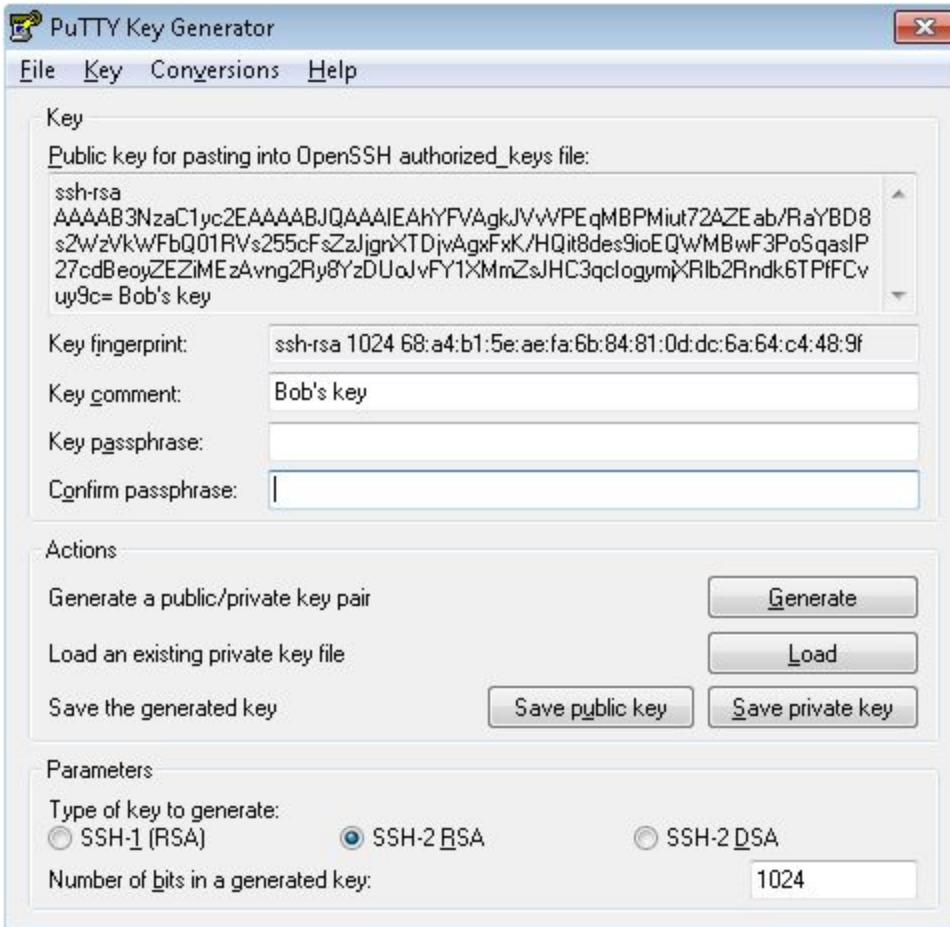 PuTTY Key Generator
File Key Conversions Help
Key
Public key for pasting into OpenSSH authorized_keys file:
ssh-rsa
AAAAB3NzaC1yc2EAAAABJQAAAIEAhYFVAgkJVvVPEqMBPMiut72AZEab/RaYBD8
s2WzVkWFbQ01RVs255cFsZzJjgnXTDjvAgxFxK/HQit8des9ioEQWMBwF3PoSqasIP
27cdBeoyZEZiMEzAvng2Ry8YzDUoJvFY1XMmZsJHC3qcIogymjXRIb2Rndk6TPfFCv
uy9c= Bob's key
Key fingerprint: ssh-rsa 1024 68:a4:b1:5e:ae:fa:6b:84:81:0d:dc:6a:64:c4:48:9f
Key comment: Bob's key
Key passphrase:
Confirm passphrase:
Actions
Generate a public/private key pair Generate
Load an existing private key file Load
Save the generated key Save public key Save private key
Parameters
Type of key to generate:
SSH-1 (RSA) SSH-2 RSA SSH-2 DSA
Number of bits in a generated key: 1024